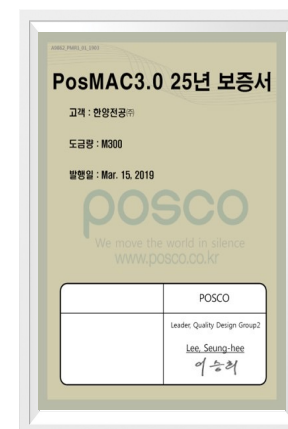 PosMAC3.0 25년 보증서
고객 : 한양전공㈜
도금량 : M300
발행일 : Mar. 15, 2019
posco
We move the world in silence
www.posco.co.kr
POSCO
Leader, Quality Design Group2
Lee, Seung-hee
이승희